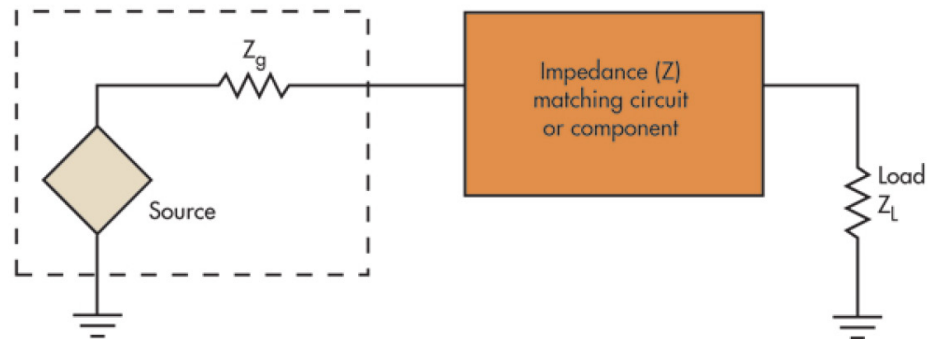 Zg
Impedance (Z)
matching circuit
or component
Source
Load
ZL